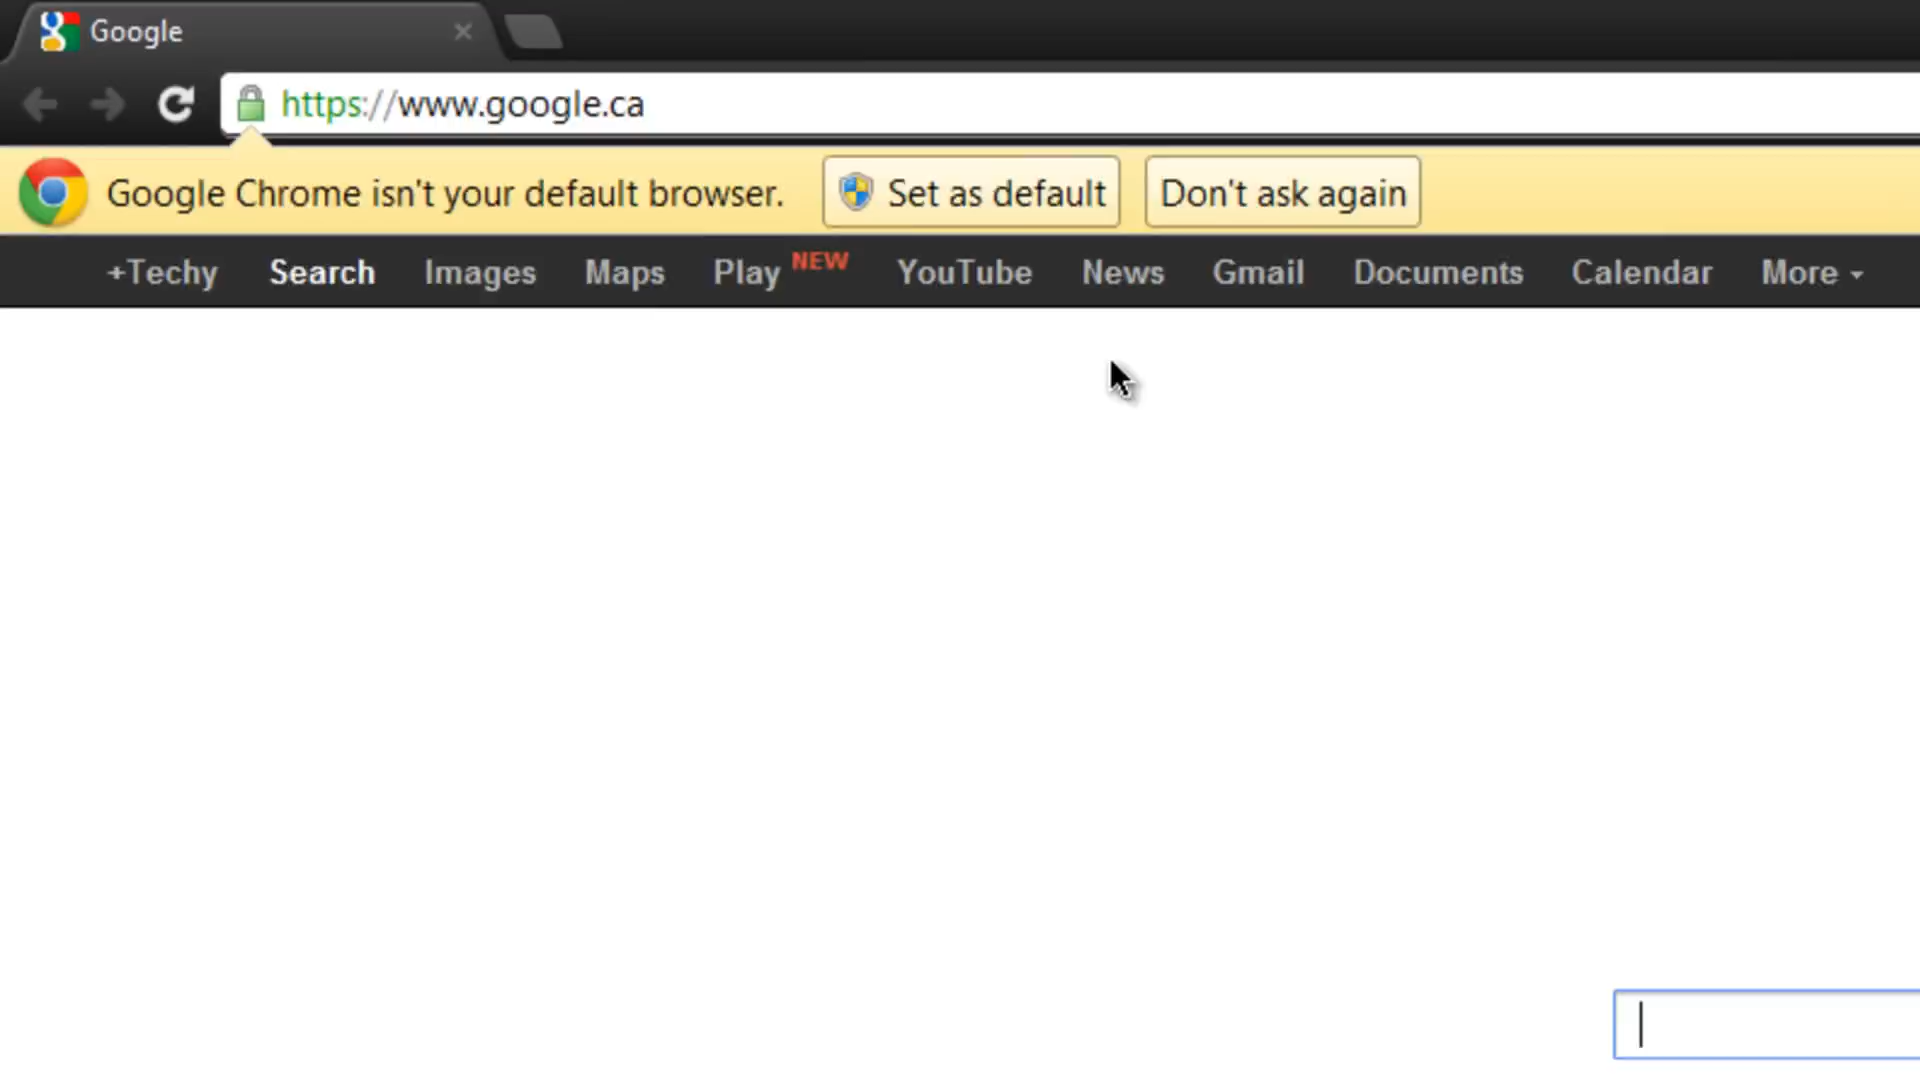 Google
https://www.google.ca
Google Chrome isn't your default browser. Set as default Don't ask again
+Techy Search Images Maps Play NEW YouTube News Gmail Documents Calendar More